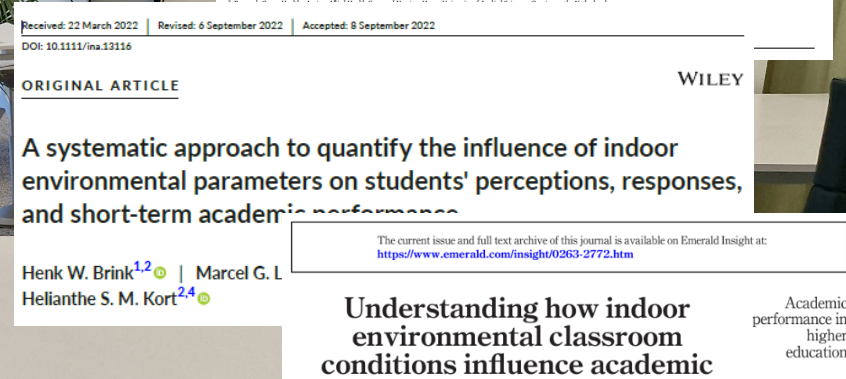 Received: 22 March 2022 | Revised: 6 September 2022 | Accepted: 8 September 2022
DOI: 10.1111/ina.13116
ORIGINAL ARTICLE
WILEY
A systematic approach to quantify the influence of indoor
environmental parameters on students' perceptions, responses,
and short-term academic performance
Henk W. Brink1,2 | Marcel G. L
Helianthe S. M. Kort2,4
The current issue and full text archive of this journal is available on Emerald Insight at:
https://www.emerald.com/insight/0263-2772.htm
Understanding how indoor
environmental classroom
conditions influence academic
Academic
performance in
higher
education